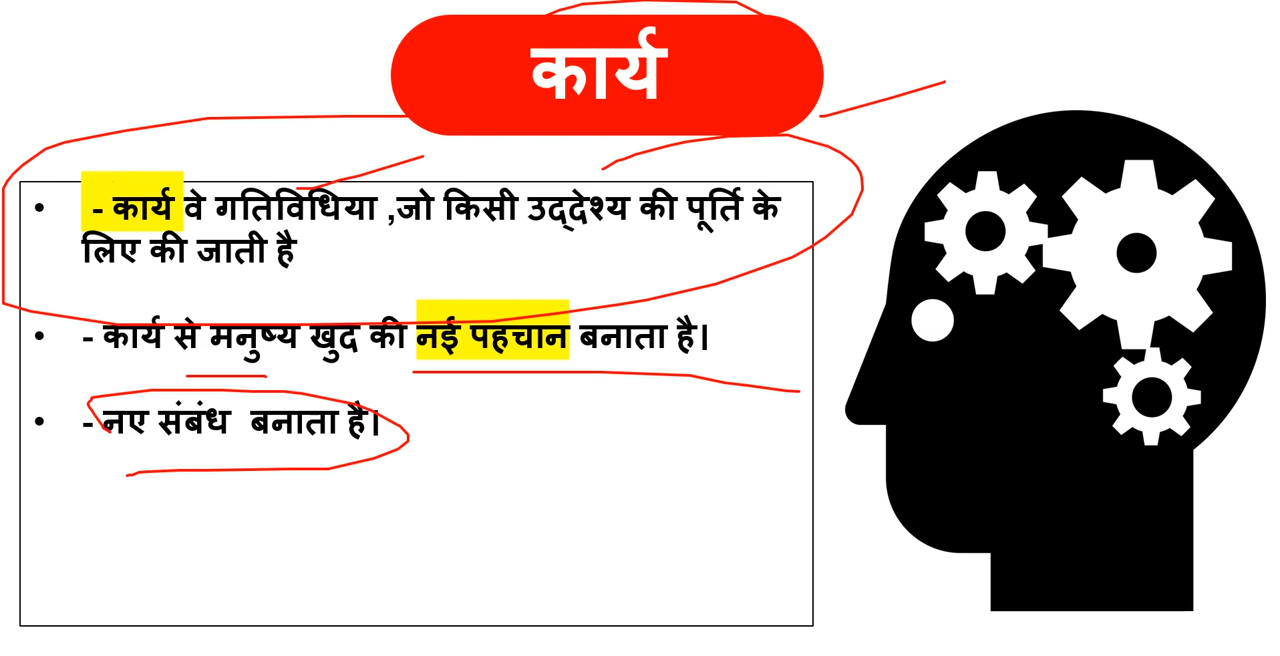 कार्य
• - कार्य वे गतिविधिया ,जो किसी उद्देश्य की पूर्ति के
लिए की जाती है
• - कार्य से मनुष्य खुद की नई पहचान बनाता है।
• - नए संबंध बनाता है।